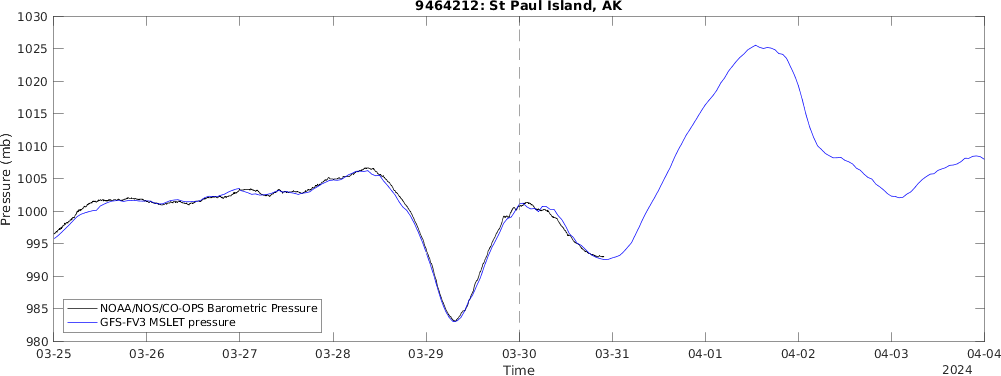 9464212: St Paul Island, AK
1030
1025
1020
1015
1010
1005
1000
995
990
985
980
Pressure (mb)
NOAA/NOS/CO-OPS Barometric Pressure
GFS-FV3 MSLET pressure
03-25 03-26 03-27 03-28 03-29 03-30 03-31 04-01 04-02 04-03 04-04
Time
2024